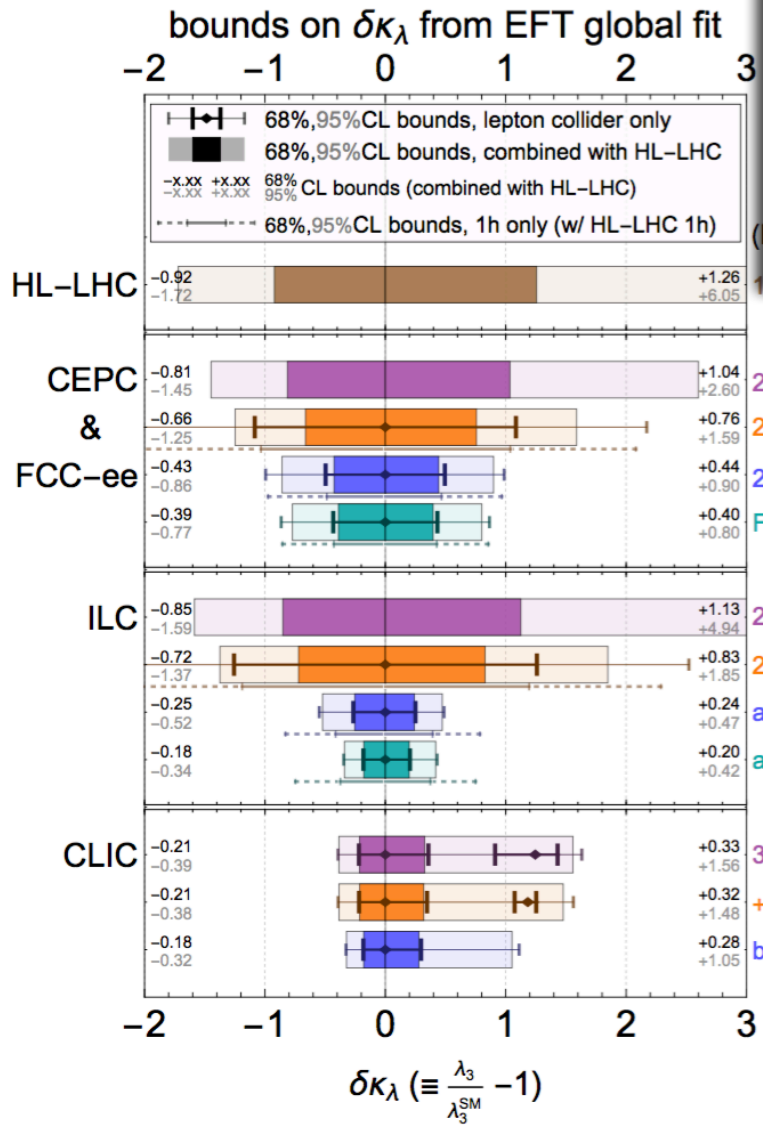 bounds on δκλ from EFT global fit
-2 -1 0 1 2 3
68%,95%CL bounds, lepton collider only
68%,95%CL bounds, combined with HL-LHC
-x.xx +x.xx 68%
-x.xx +x.xx 95% CL bounds (combined with HL-LHC)
68%,95%CL bounds, 1h only (w/ HL-LHC 1h)
HL-LHC
-0.92 +1.26
-1.72 +6.05
CEPC
&
FCC-ee
-0.81 +1.04 2
-1.45 +2.60
-0.66 +0.76 2
-1.25 +1.59
-0.43 +0.44 2
-0.86 +0.90
-0.39 +0.40 F
-0.77 +0.80
ILC
-0.85 +1.13 2
-1.59 +4.94
-0.72 +0.83 2
-1.37 +1.85
-0.25 +0.24 a
-0.52 +0.47
-0.18 +0.20 a
-0.34 +0.42
CLIC
-0.21 +0.33 3
-0.39 +1.56
-0.21 +0.32 +
-0.38 +1.48
-0.18 +0.28 b
-0.32 +1.05
-2 -1 0 1 2 3
δκλ (≡ λ3/λ3SM -1)